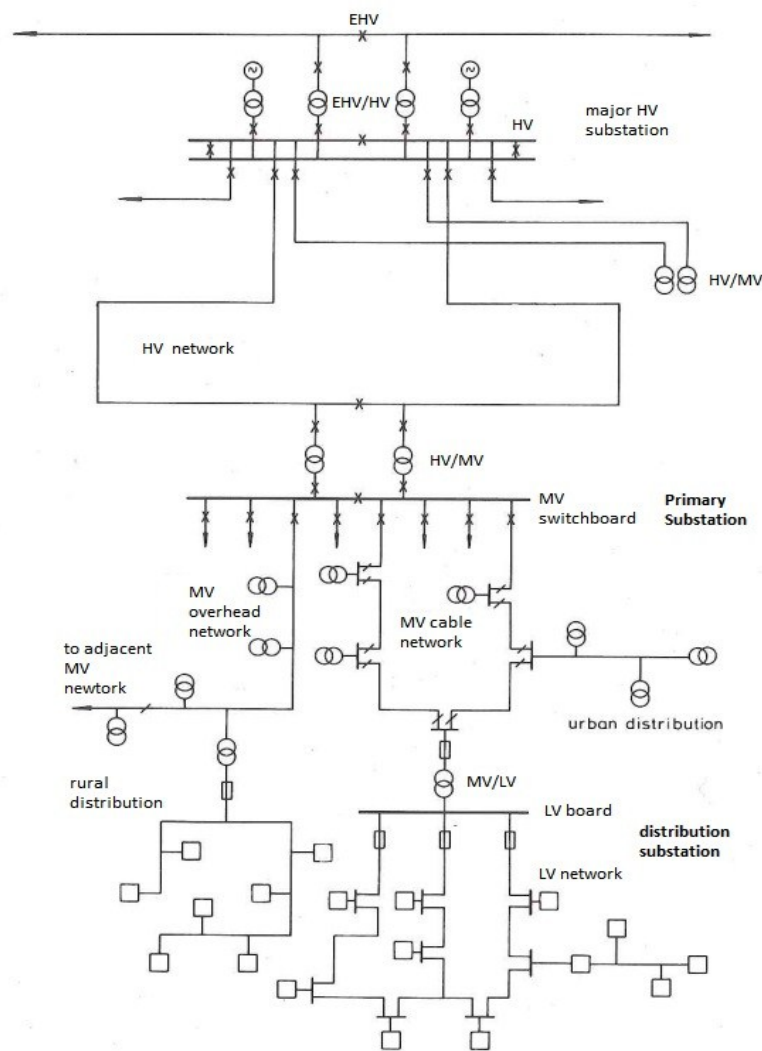 EHV
EHV/HV
HV
major HV
substation
HV/MV
HV network
HV/MV
MV
switchboard
Primary
Substation
MV
overhead
network
MV cable
network
to adjacent
MV
newtork
urban distribution
rural
distribution
MV/LV
LV board
distribution
substation
LV network